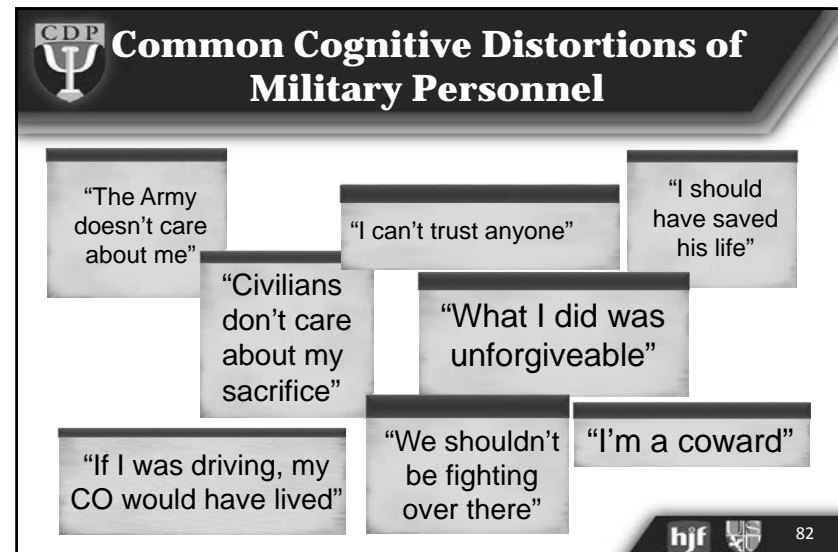 CDP
Common Cognitive Distortions of
Military Personnel
“The Army
doesn’t care
about me”
“I can’t trust anyone”
“I should
have saved
his life”
“Civilians
don’t care
about my
sacrifice”
“What I did was
unforgiveable”
“If I was driving, my
CO would have lived”
“We shouldn’t
be fighting
over there”
“I’m a coward”
hjf
82